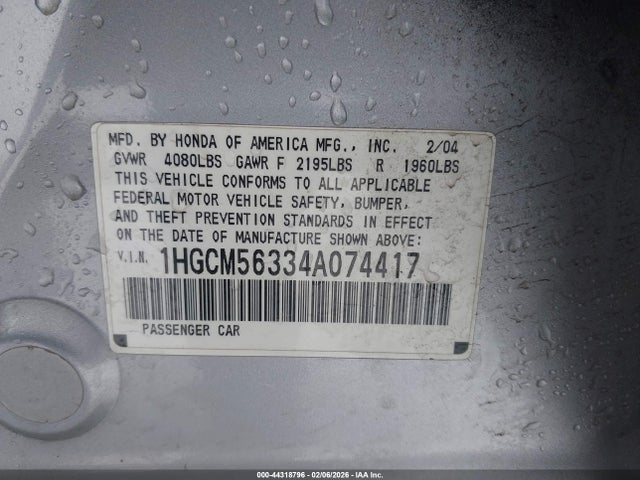 MFD. BY HONDA OF AMERICA MFG., INC. 2/04
GVWR 4080LBS GAWR F 2195LBS R 1960LBS
THIS VEHICLE CONFORMS TO ALL APPLICABLE
FEDERAL MOTOR VEHICLE SAFETY, BUMPER,
AND THEFT PREVENTION STANDARDS IN EFFECT
ON THE DATE OF MANUFACTURE SHOWN ABOVE:
V.I.N. 1HGCM56334A074417
PASSENGER CAR
000-44318796 - 02/06/2026 - IAA Inc.